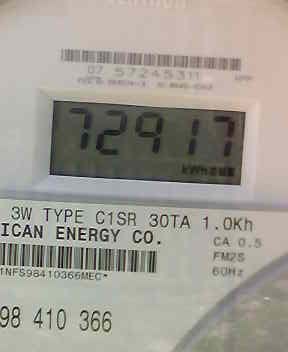 07 57245311
72917
kWh
3W TYPE C1SR 30TA 1.0Kh
ICAN ENERGY CO.
CA 0.5
FM2S
60Hz
1NFS98410366MEC*
98 410 366